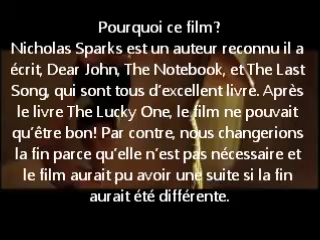 Pourquoi ce film?
Nicholas Sparks est un auteur reconnu il a
écrit, Dear John, The Notebook, et The Last
Song, qui sont tous d'excellent livre. Après
le livre The Lucky One, le film ne pouvait
qu'être bon! Par contre, nous changerions
la fin parce qu'elle n'est pas nécessaire et
le film aurait pu avoir une suite si la fin
aurait été différente.